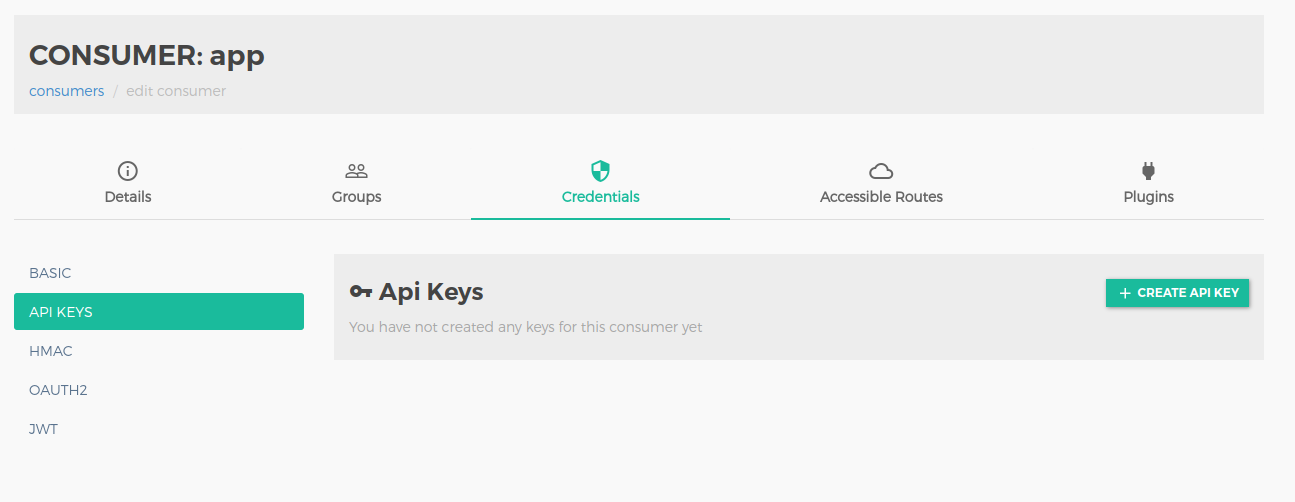 CONSUMER: app
consumers / edit consumer
Details
Groups
Credentials
Accessible Routes
Plugins
BASIC
API KEYS
HMAC
OAUTH2
JWT
Api Keys
+ CREATE API KEY
You have not created any keys for this consumer yet